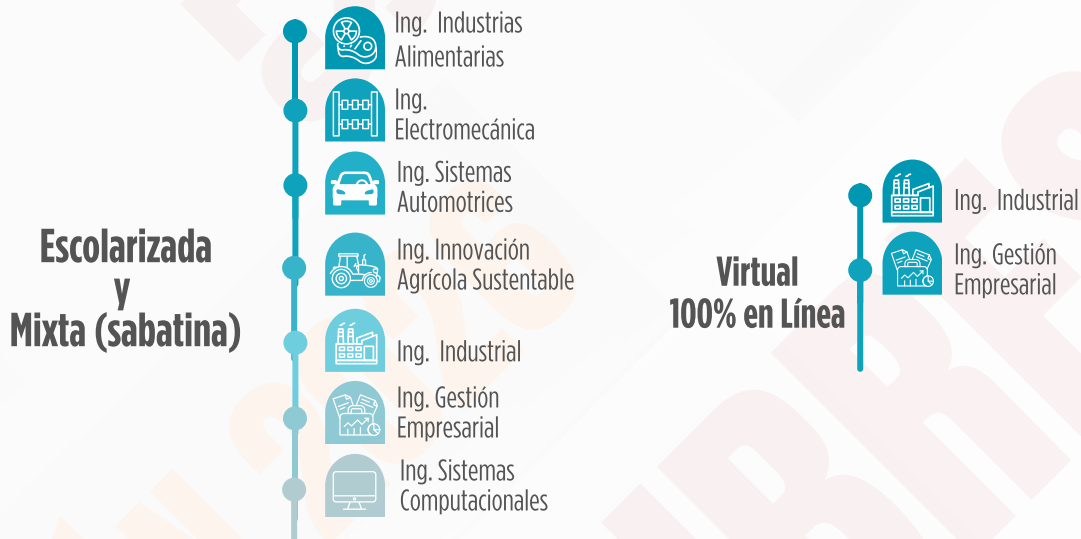 Escolarizada
y
Mixta (sabatina)
Ing. Industrias
Alimentarias
Ing.
Electromecánica
Ing. Sistemas
Automotrices
Ing. Innovación
Agrícola Sustentable
Ing. Industrial
Ing. Gestión
Empresarial
Ing. Sistemas
Computacionales
Virtual
100% en Línea
Ing. Industrial
Ing. Gestión
Empresarial
2026